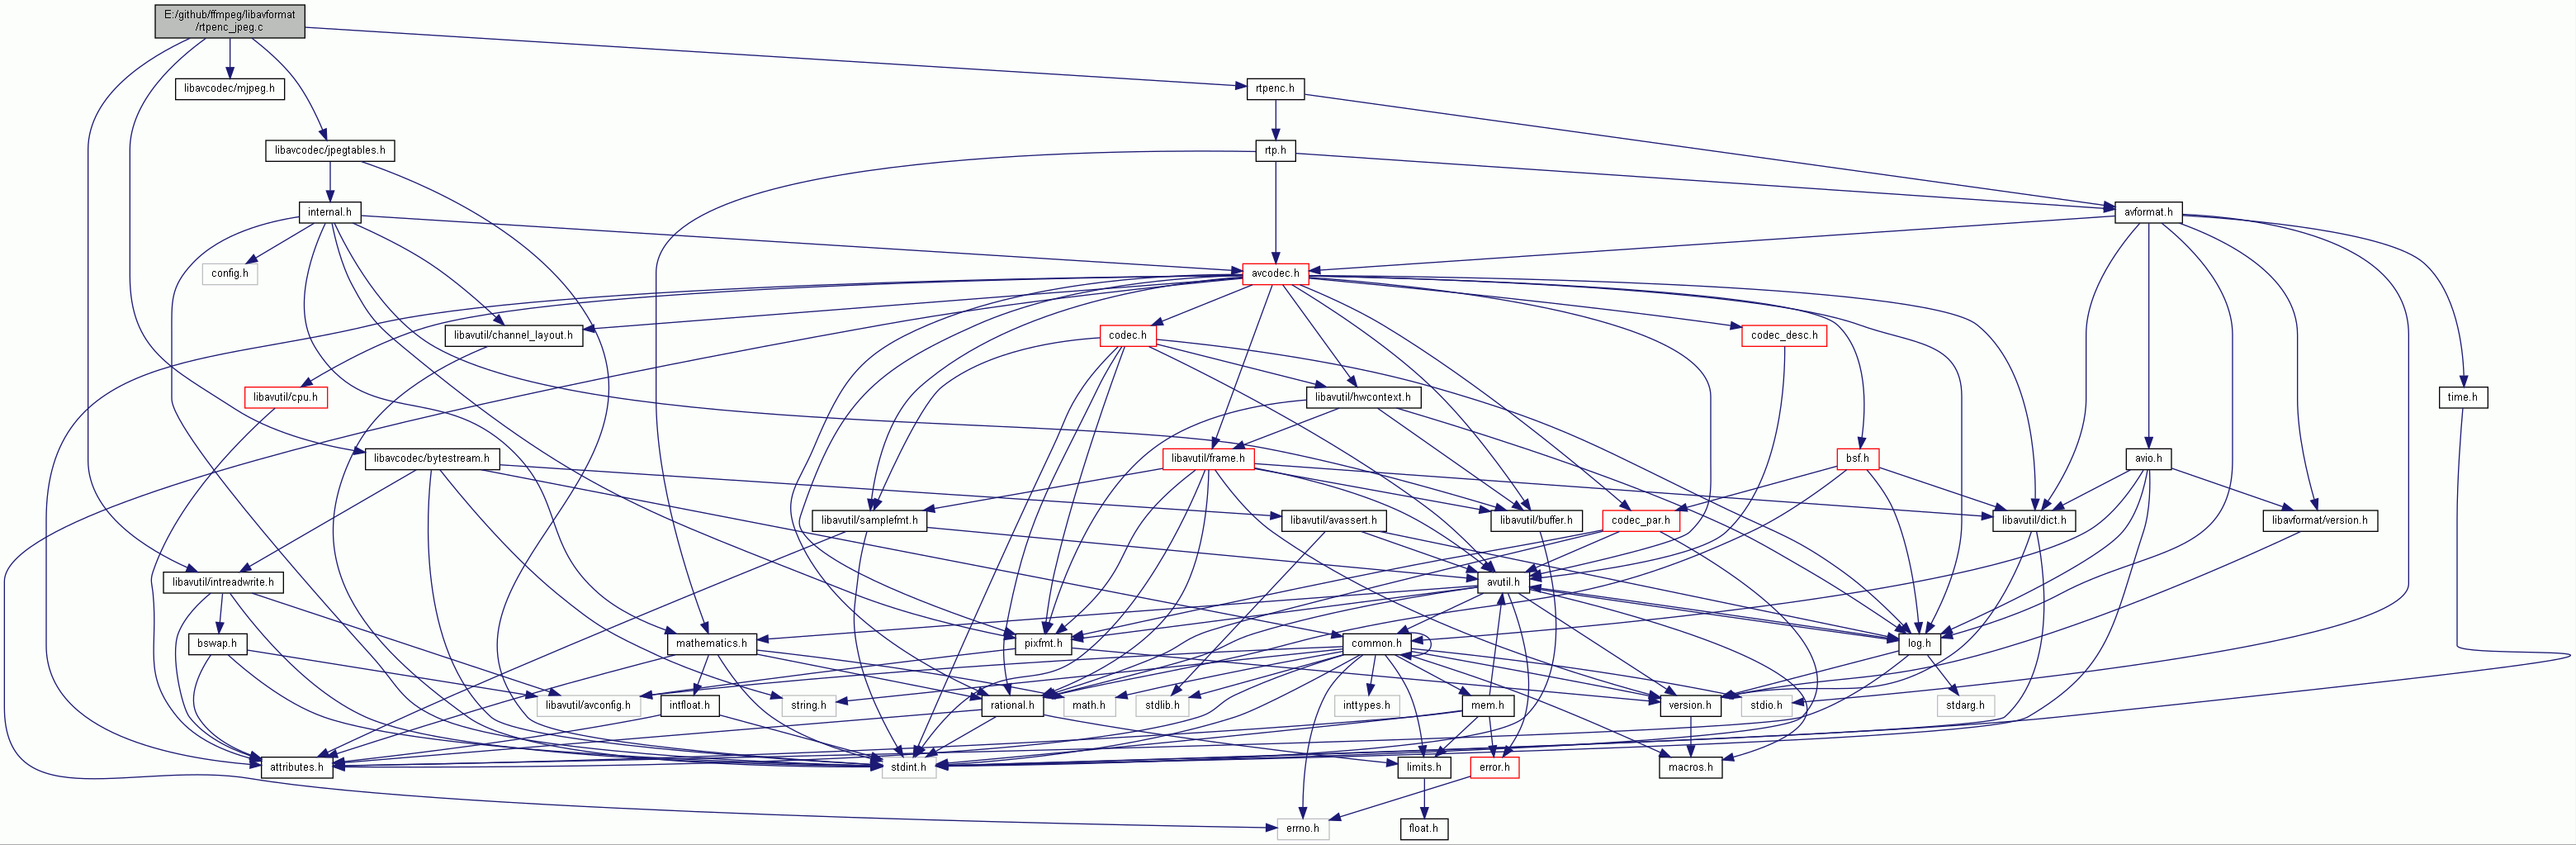 E:/github/ffmpeg/libavformat
/rtpenc_jpeg.c
libavcodec/mjpeg.h
rtpenc.h
libavcodec/jpegtables.h
rtp.h
internal.h
avformat.h
config.h
avcodec.h
libavutil/channel_layout.h
codec.h
codec_desc.h
libavutil/cpu.h
libavutil/hwcontext.h
time.h
libavcodec/bytestream.h
libavutil/frame.h
bsf.h
avio.h
libavutil/samplefmt.h
libavutil/avassert.h
libavutil/buffer.h
codec_par.h
libavutil/dict.h
libavformat/version.h
libavutil/intreadwrite.h
avutil.h
bswap.h
mathematics.h
pixfmt.h
common.h
log.h
libavutil/avconfig.h
intfloat.h
string.h
rational.h
math.h
stdlib.h
inttypes.h
mem.h
version.h
stdio.h
stdarg.h
attributes.h
stdint.h
limits.h
error.h
macros.h
errno.h
float.h